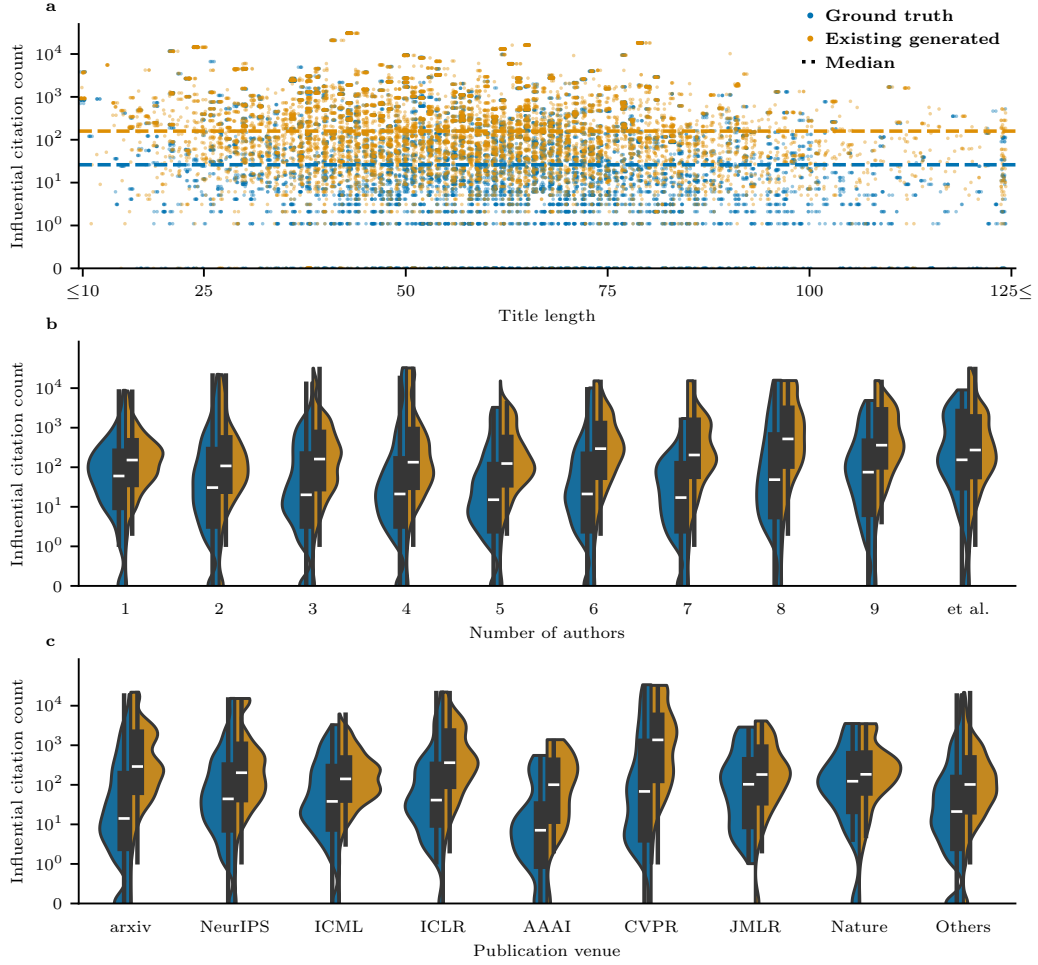 a
Ground truth
Existing generated
Median
Influential citation count
10⁴
10³
10²
10¹
10⁰
0
≤10 25 50 75 100 125≤
Title length
b
Influential citation count
10⁴
10³
10²
10¹
10⁰
0
1 2 3 4 5 6 7 8 9 et al.
Number of authors
c
Influential citation count
10⁴
10³
10²
10¹
10⁰
0
arxiv NeurIPS ICML ICLR AAAI CVPR JMLR Nature Others
Publication venue